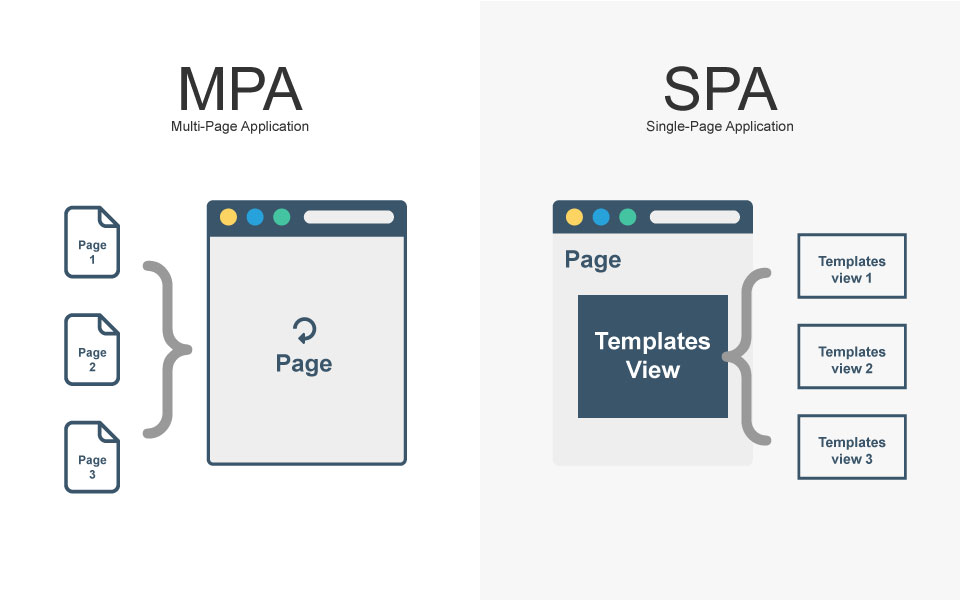 MPA
Multi-Page Application
Page
1
Page
2
Page
3
Page
SPA
Single-Page Application
Page
Templates
View
Templates
view 1
Templates
view 2
Templates
view 3